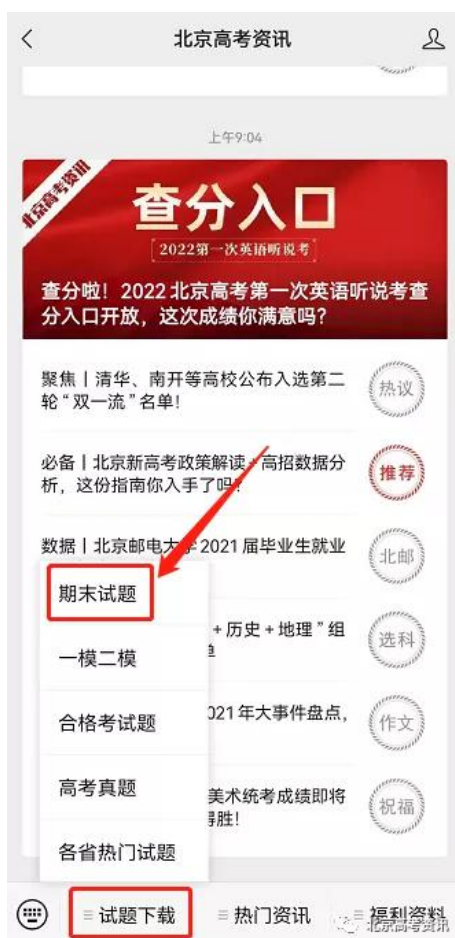 北京高考资讯
上午9:04
北京高考资讯
查分入口
2022第一次英语听说考
查分啦！2022北京高考第一次英语听说考查
分入口开放，这次成绩你满意吗？
聚焦丨清华、南开等高校公布入选第二
轮“双一流”名单！
热议
必备丨北京新高考政策解读+高招数据分
析，这份指南你入手了吗？
推荐
数据丨北京邮电大学2021届毕业生就业
北邮
期末试题
+历史+地理”组
选科
一模二模
合格考试题
021年大事件盘点，
作文
高考真题
美术统考成绩即将
得胜！
祝福
各省热门试题
试题下载
热门资讯
福利资料
北京高考资讯